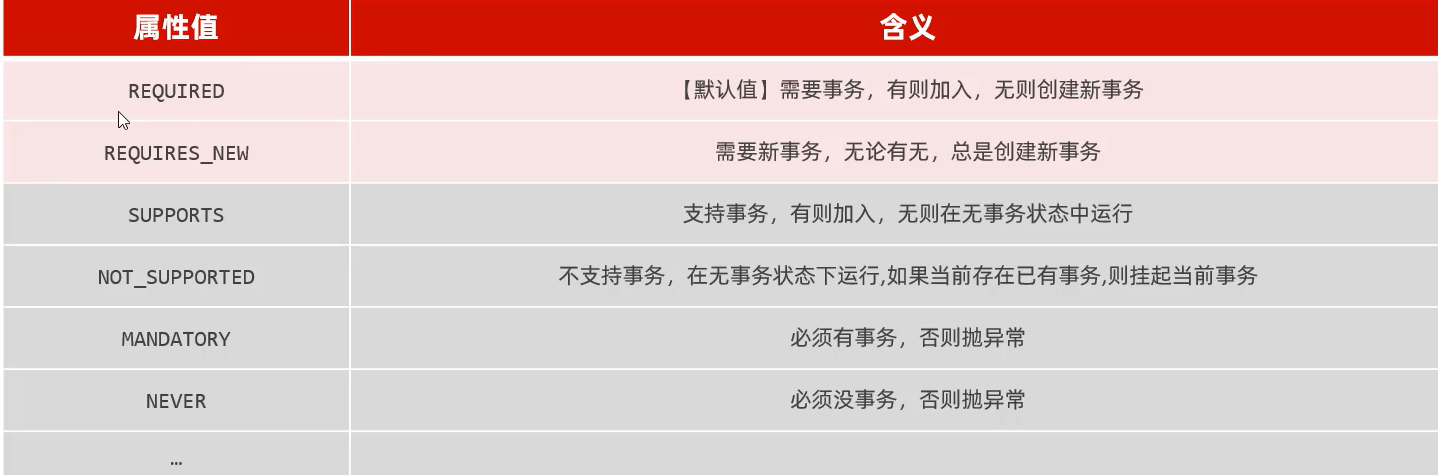 属性值 含义
REQUIRED 【默认值】需要事务，有则加入，无则创建新事务
REQUIRES_NEW 需要新事务，无论有无，总是创建新事务
SUPPORTS 支持事务，有则加入，无则在无事务状态中运行
NOT_SUPPORTED 不支持事务，在无事务状态下运行,如果当前存在已有事务,则挂起当前事务
MANDATORY 必须有事务，否则抛异常
NEVER 必须没事务，否则抛异常
…